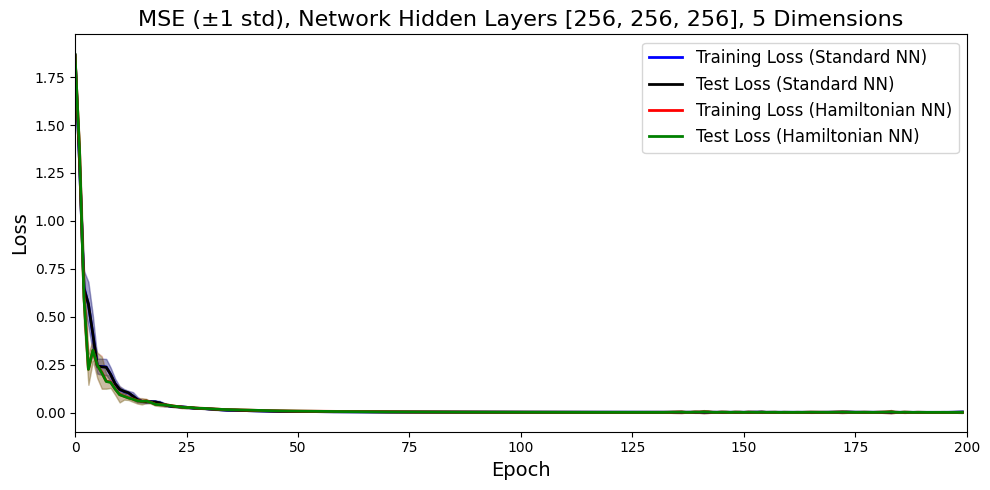 MSE (±1 std), Network Hidden Layers [256, 256, 256], 5 Dimensions
Training Loss (Standard NN)
Test Loss (Standard NN)
Training Loss (Hamiltonian NN)
Test Loss (Hamiltonian NN)
Loss
1.75
1.50
1.25
1.00
0.75
0.50
0.25
0.00
0 25 50 75 100 125 150 175 200
Epoch